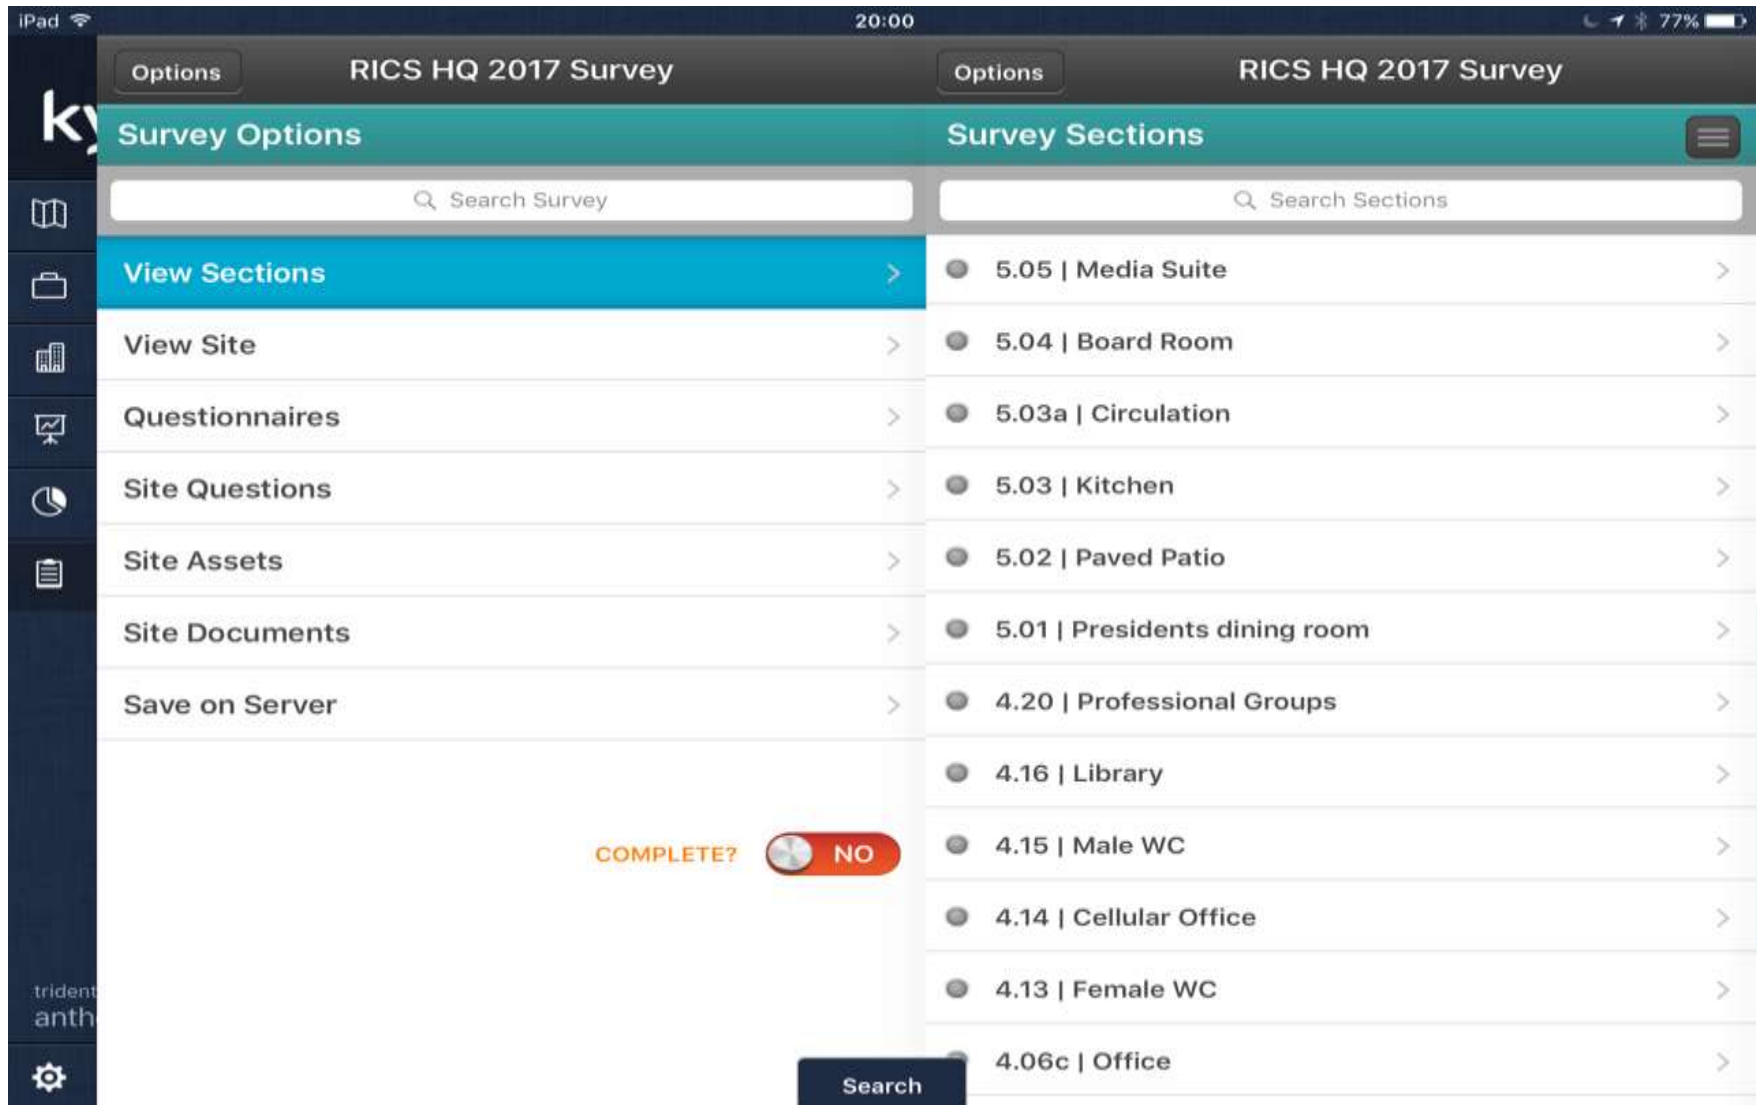 iPad 20:00 77%
Options RICS HQ 2017 Survey
Options RICS HQ 2017 Survey
ky
Survey Options
Search Survey
View Sections
View Site
Questionnaires
Site Questions
Site Assets
Site Documents
Save on Server
COMPLETE? NO
Survey Sections
Search Sections
5.05 | Media Suite
5.04 | Board Room
5.03a | Circulation
5.03 | Kitchen
5.02 | Paved Patio
5.01 | Presidents dining room
4.20 | Professional Groups
4.16 | Library
4.15 | Male WC
4.14 | Cellular Office
4.13 | Female WC
4.06c | Office
trident
anth
Search